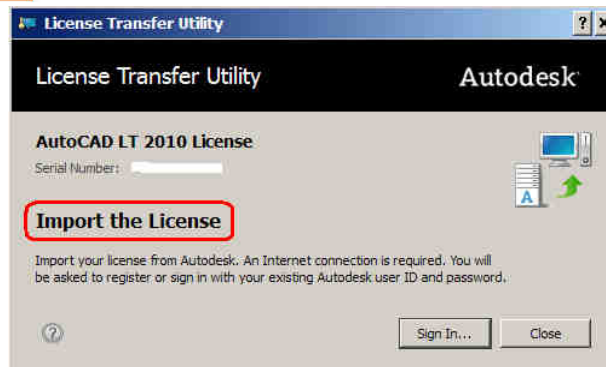 License Transfer Utility
License Transfer Utility
Autodesk
AutoCAD LT 2010 License
Serial Number:
Import the License
Import your license from Autodesk. An Internet connection is required. You will
be asked to register or sign in with your existing Autodesk user ID and password.
Sign In...
Close